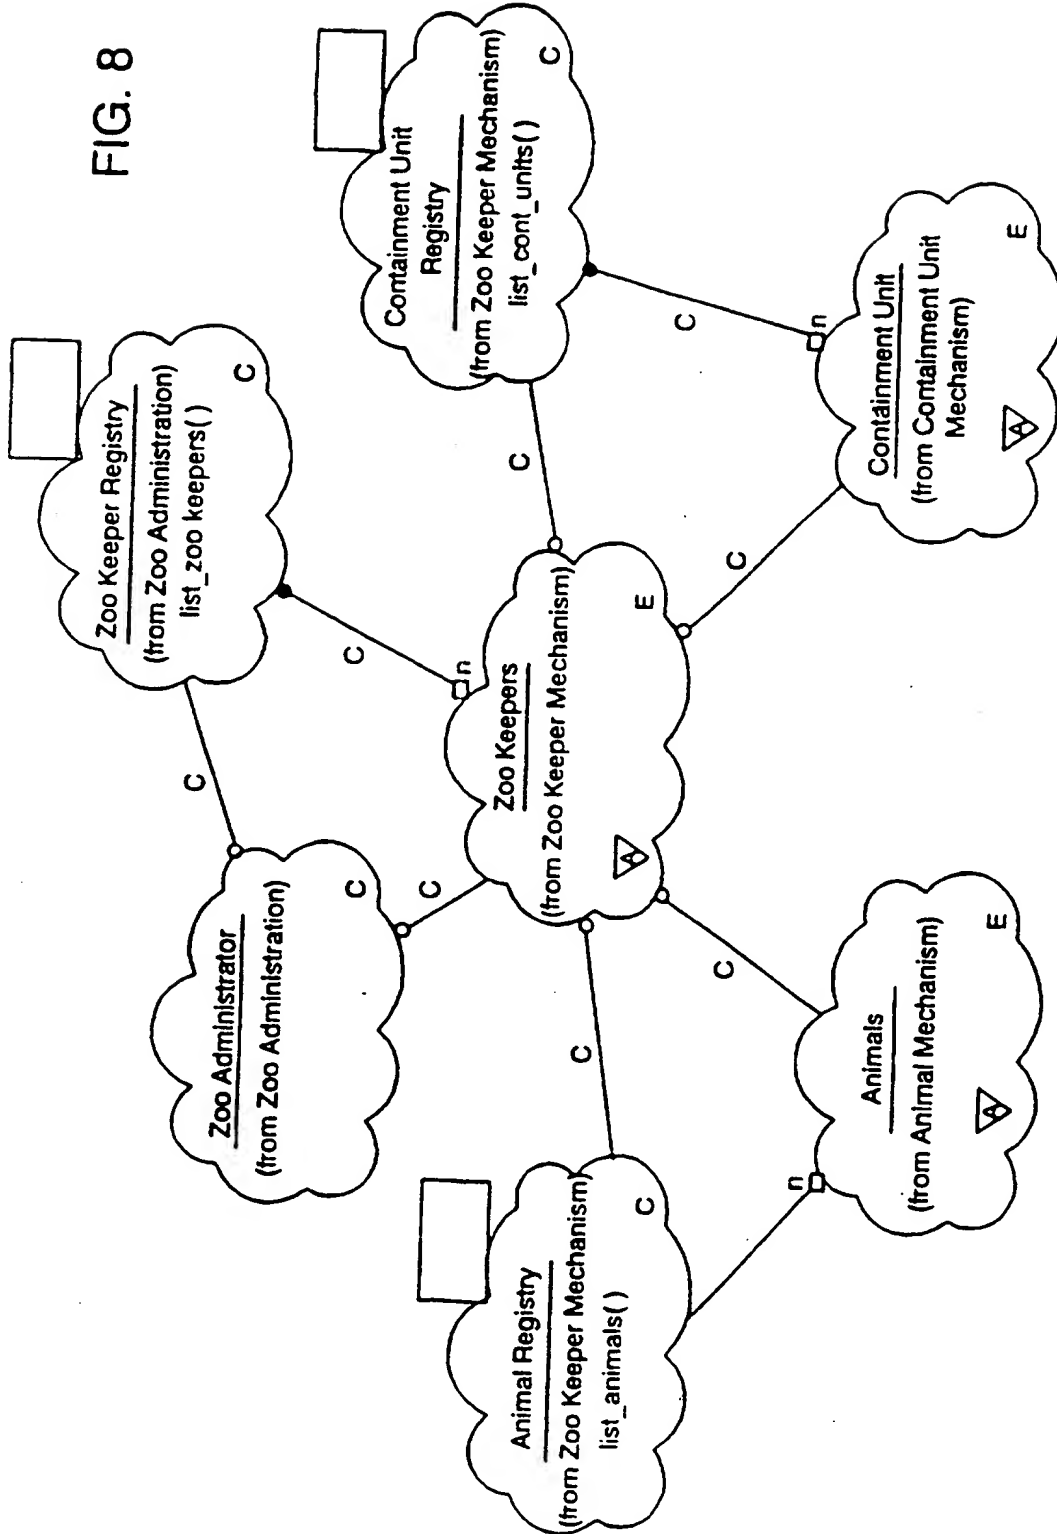 FIG. 8
Zoo Administrator
(from Zoo Administration)
C
C
Zoo Keeper Registry
(from Zoo Administration)
list_zoo keepers( )
C
C
C
n
Animal Registry
(from Zoo Keeper Mechanism)
list_animals( )
C
C
Zoo Keepers
(from Zoo Keeper Mechanism)
A
E
C
Containment Unit
Registry
(from Zoo Keeper Mechanism)
list_cont_units( )
C
n
C
C
C
n
Animals
(from Animal Mechanism)
A
E
Containment Unit
(from Containment Unit
Mechanism)
A
E